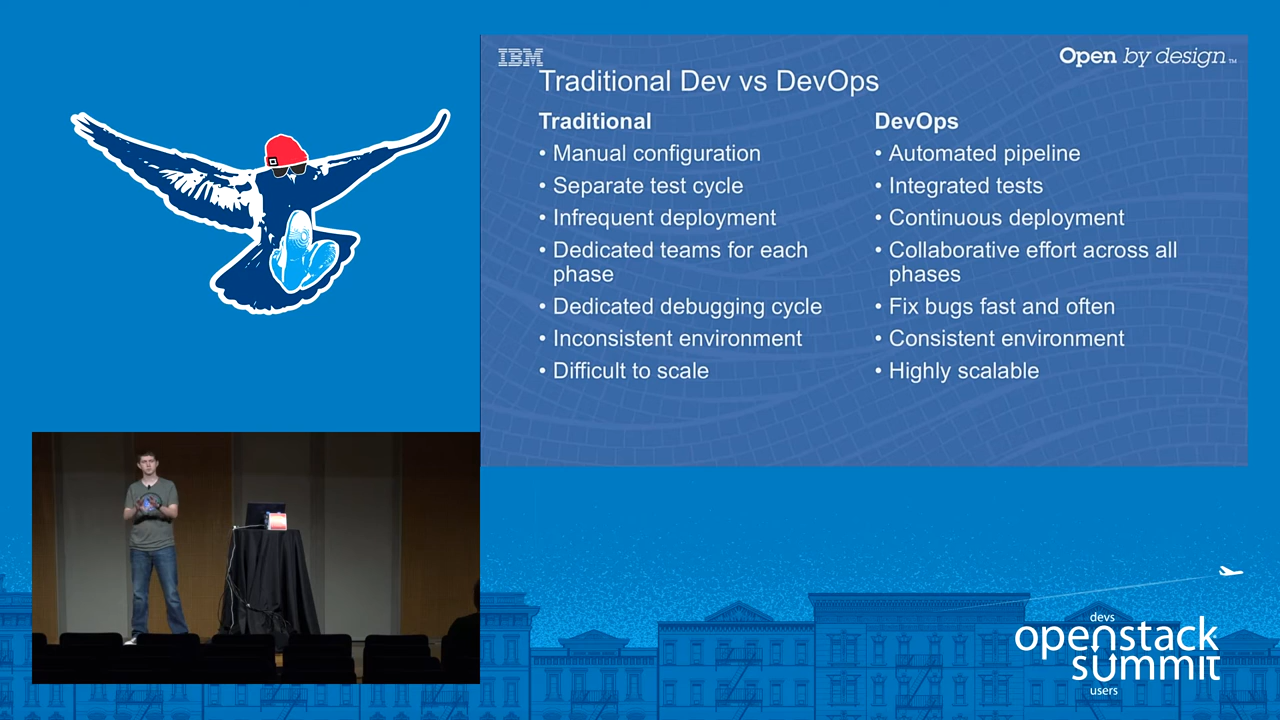 IBM
Open by design™
Traditional Dev vs DevOps
Traditional
• Manual configuration
• Separate test cycle
• Infrequent deployment
• Dedicated teams for each
phase
• Dedicated debugging cycle
• Inconsistent environment
• Difficult to scale
DevOps
• Automated pipeline
• Integrated tests
• Continuous deployment
• Collaborative effort across all
phases
• Fix bugs fast and often
• Consistent environment
• Highly scalable
devs
openstack
summit
users